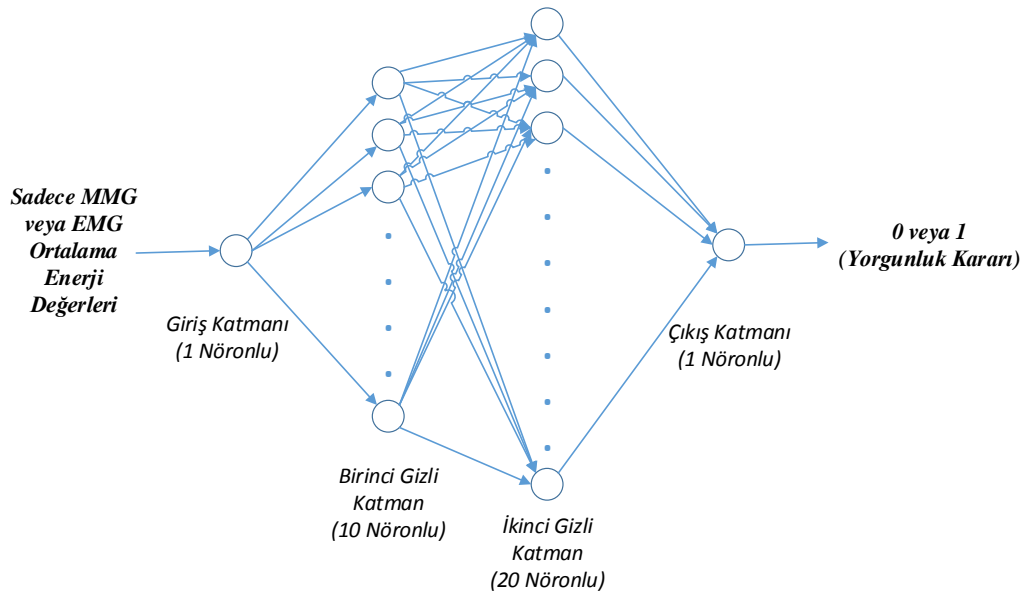 Sadece MMG
veya EMG
Ortalama
Enerji
Değerleri
Giriş Katmanı
(1 Nöronlu)
Birinci Gizli
Katman
(10 Nöronlu)
İkinci Gizli
Katman
(20 Nöronlu)
Çıkış Katmanı
(1 Nöronlu)
0 veya 1
(Yorgunluk Kararı)